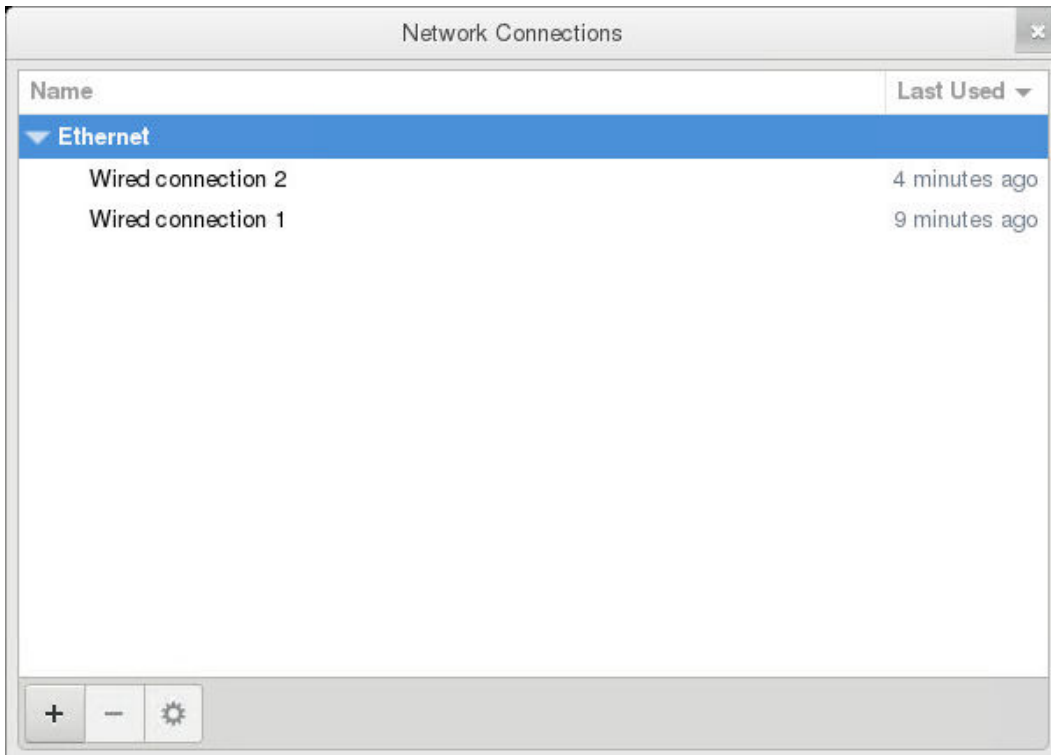 Network Connections
Name Last Used
Ethernet
Wired connection 2 4 minutes ago
Wired connection 1 9 minutes ago